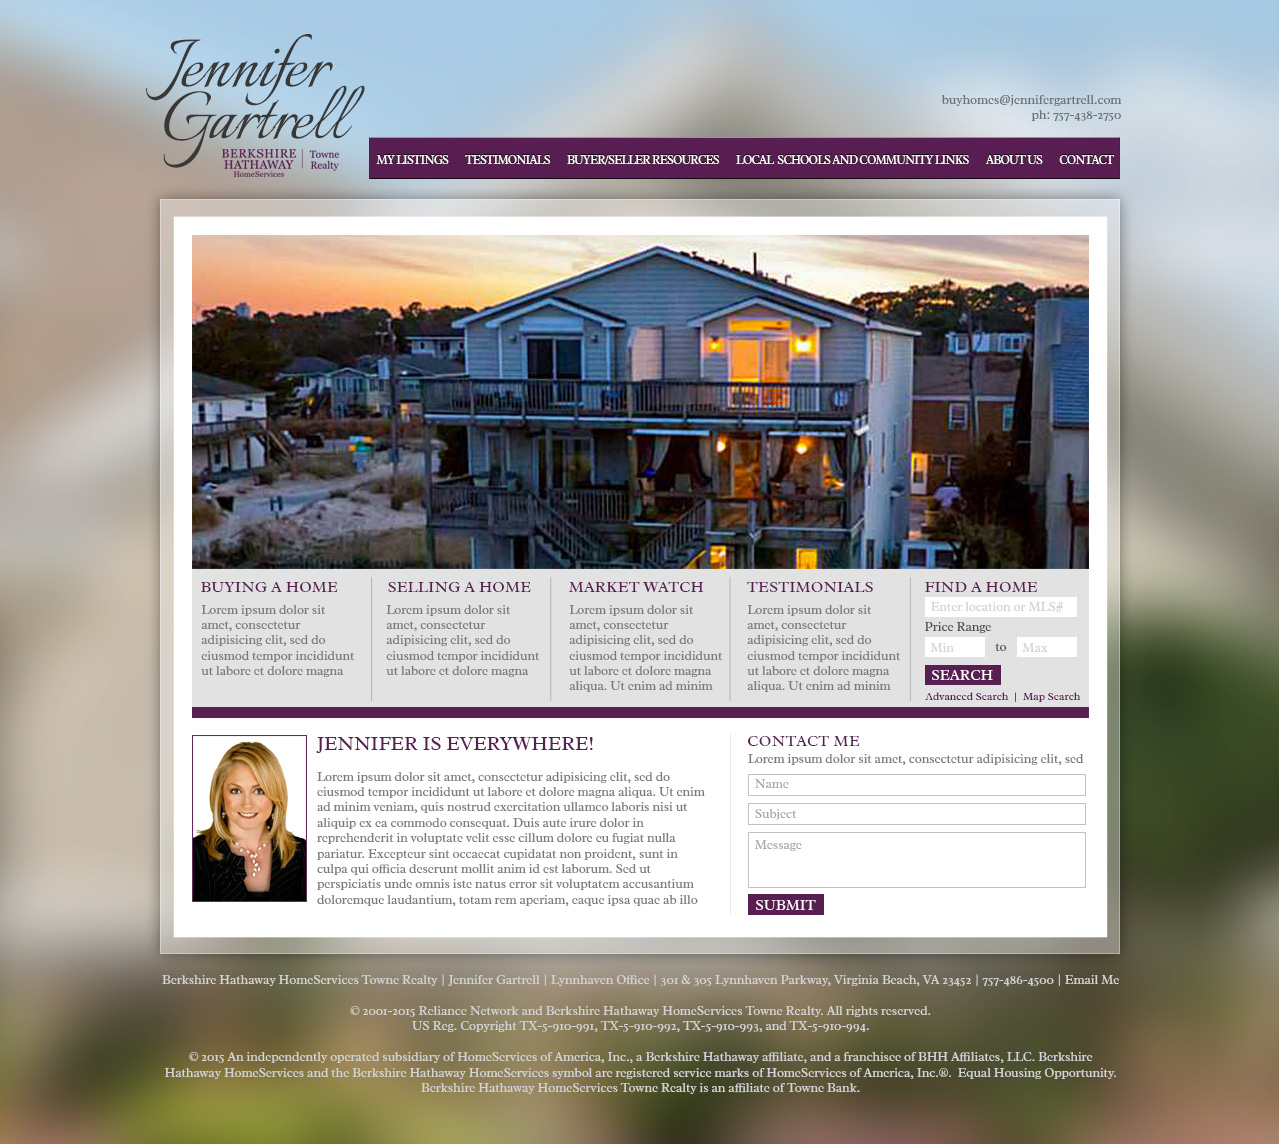 Jennifer
Gartrell
BERKSHIRE
HATHAWAY
HomeServices
Towne
Realty
buyhomes@jennifergartrell.com
ph: 757-438-2750
MY LISTINGS TESTIMONIALS BUYER/SELLER RESOURCES LOCAL SCHOOLS AND COMMUNITY LINKS ABOUT US CONTACT
BUYING A HOME
Lorem ipsum dolor sit
amet, consectetur
adipisicing elit, sed do
eiusmod tempor incididunt
ut labore et dolore magna
SELLING A HOME
Lorem ipsum dolor sit
amet, consectetur
adipisicing elit, sed do
eiusmod tempor incididunt
ut labore et dolore magna
MARKET WATCH
Lorem ipsum dolor sit
amet, consectetur
adipisicing elit, sed do
eiusmod tempor incididunt
ut labore et dolore magna
aliqua. Ut enim ad minim
TESTIMONIALS
Lorem ipsum dolor sit
amet, consectetur
adipisicing elit, sed do
eiusmod tempor incididunt
ut labore et dolore magna
aliqua. Ut enim ad minim
FIND A HOME
Enter location or MLS#
Price Range
Min to Max
SEARCH
Advanced Search | Map Search
JENNIFER IS EVERYWHERE!
Lorem ipsum dolor sit amet, consectetur adipisicing elit, sed do
eiusmod tempor incididunt ut labore et dolore magna aliqua. Ut enim
ad minim veniam, quis nostrud exercitation ullamco laboris nisi ut
aliquip ex ea commodo consequat. Duis aute irure dolor in
reprehenderit in voluptate velit esse cillum dolore eu fugiat nulla
pariatur. Excepteur sint occaecat cupidatat non proident, sunt in
culpa qui officia deserunt mollit anim id est laborum. Sed ut
perspiciatis unde omnis iste natus error sit voluptatem accusantium
doloremque laudantium, totam rem aperiam, eaque ipsa quae ab illo
CONTACT ME
Lorem ipsum dolor sit amet, consectetur adipisicing elit, sed
Name
Subject
Message
SUBMIT
Berkshire Hathaway HomeServices Towne Realty | Jennifer Gartrell | Lynnhaven Office | 301 & 305 Lynnhaven Parkway, Virginia Beach, VA 23452 | 757-486-4500 | Email Me
© 2001-2015 Reliance Network and Berkshire Hathaway HomeServices Towne Realty. All rights reserved.
US Reg. Copyright TX-5-910-991, TX-5-910-992, TX-5-910-993, and TX-5-910-994.
© 2015 An independently operated subsidiary of HomeServices of America, Inc., a Berkshire Hathaway affiliate, and a franchisee of BHH Affiliates, LLC. Berkshire
Hathaway HomeServices and the Berkshire Hathaway HomeServices symbol are registered service marks of HomeServices of America, Inc.®. Equal Housing Opportunity.
Berkshire Hathaway HomeServices Towne Realty is an affiliate of Towne Bank.